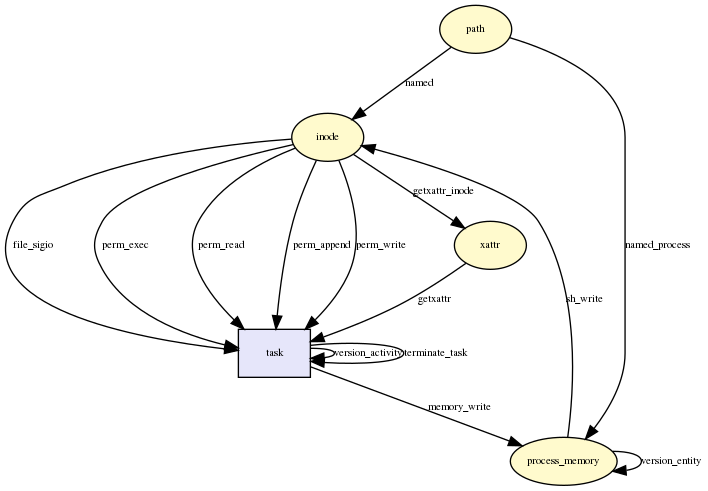 path
named
inode
getxattr_inode
file_sigio
perm_exec
perm_read
perm_append
perm_write
xattr
named_process
getxattr
sh_write
task
version_activity
terminate_task
memory_write
process_memory
version_entity